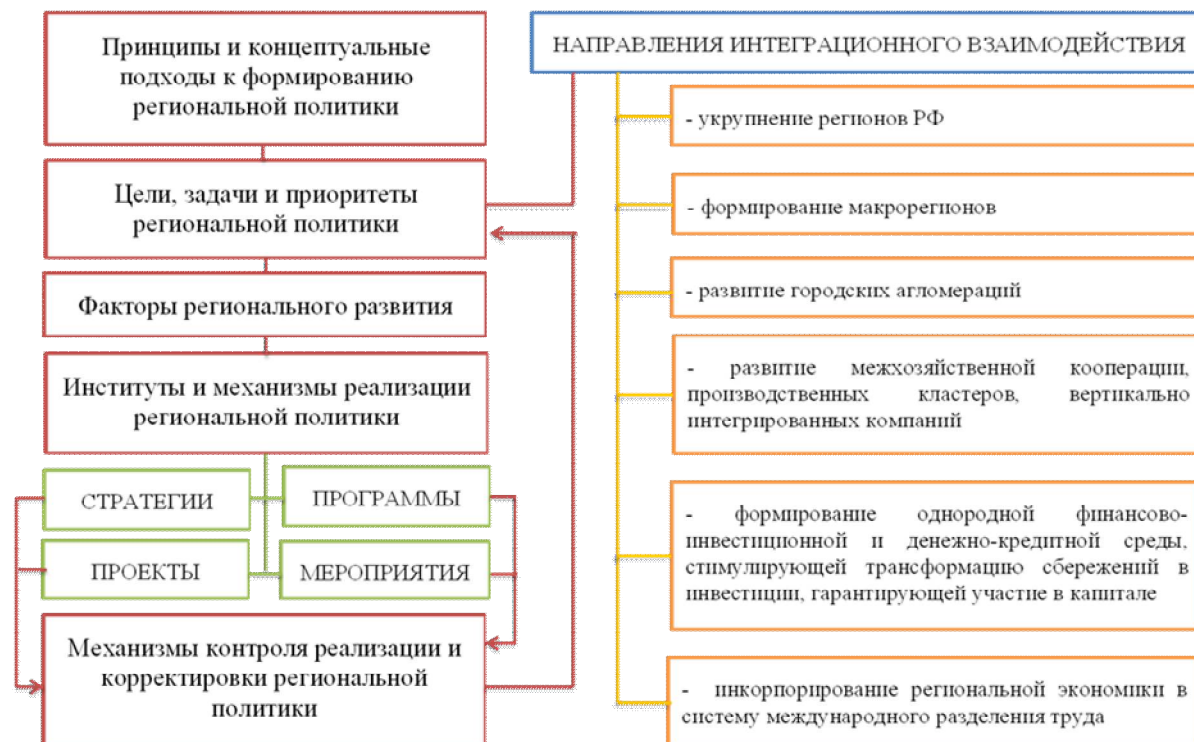 Принципы и концептуальные
подходы к формированию
региональной политики
Цели, задачи и приоритеты
региональной политики
Факторы регионального развития
Институты и механизмы реализации
региональной политики
СТРАТЕГИИ
ПРОГРАММЫ
ПРОЕКТЫ
МЕРОПРИЯТИЯ
Механизмы контроля реализации и
корректировки региональной
политики
НАПРАВЛЕНИЯ ИНТЕГРАЦИОННОГО ВЗАИМОДЕЙСТВИЯ
- укрупнение регионов РФ
- формирование макрорегионов
- развитие городских агломераций
- развитие межхозяйственной кооперации,
производственных кластеров, вертикально
интегрированных компаний
- формирование однородной финансово-
инвестиционной и денежно-кредитной среды,
стимулирующей трансформацию сбережений в
инвестиции, гарантирующей участие в капитале
- инкорпорирование региональной экономики в
систему международного разделения труда